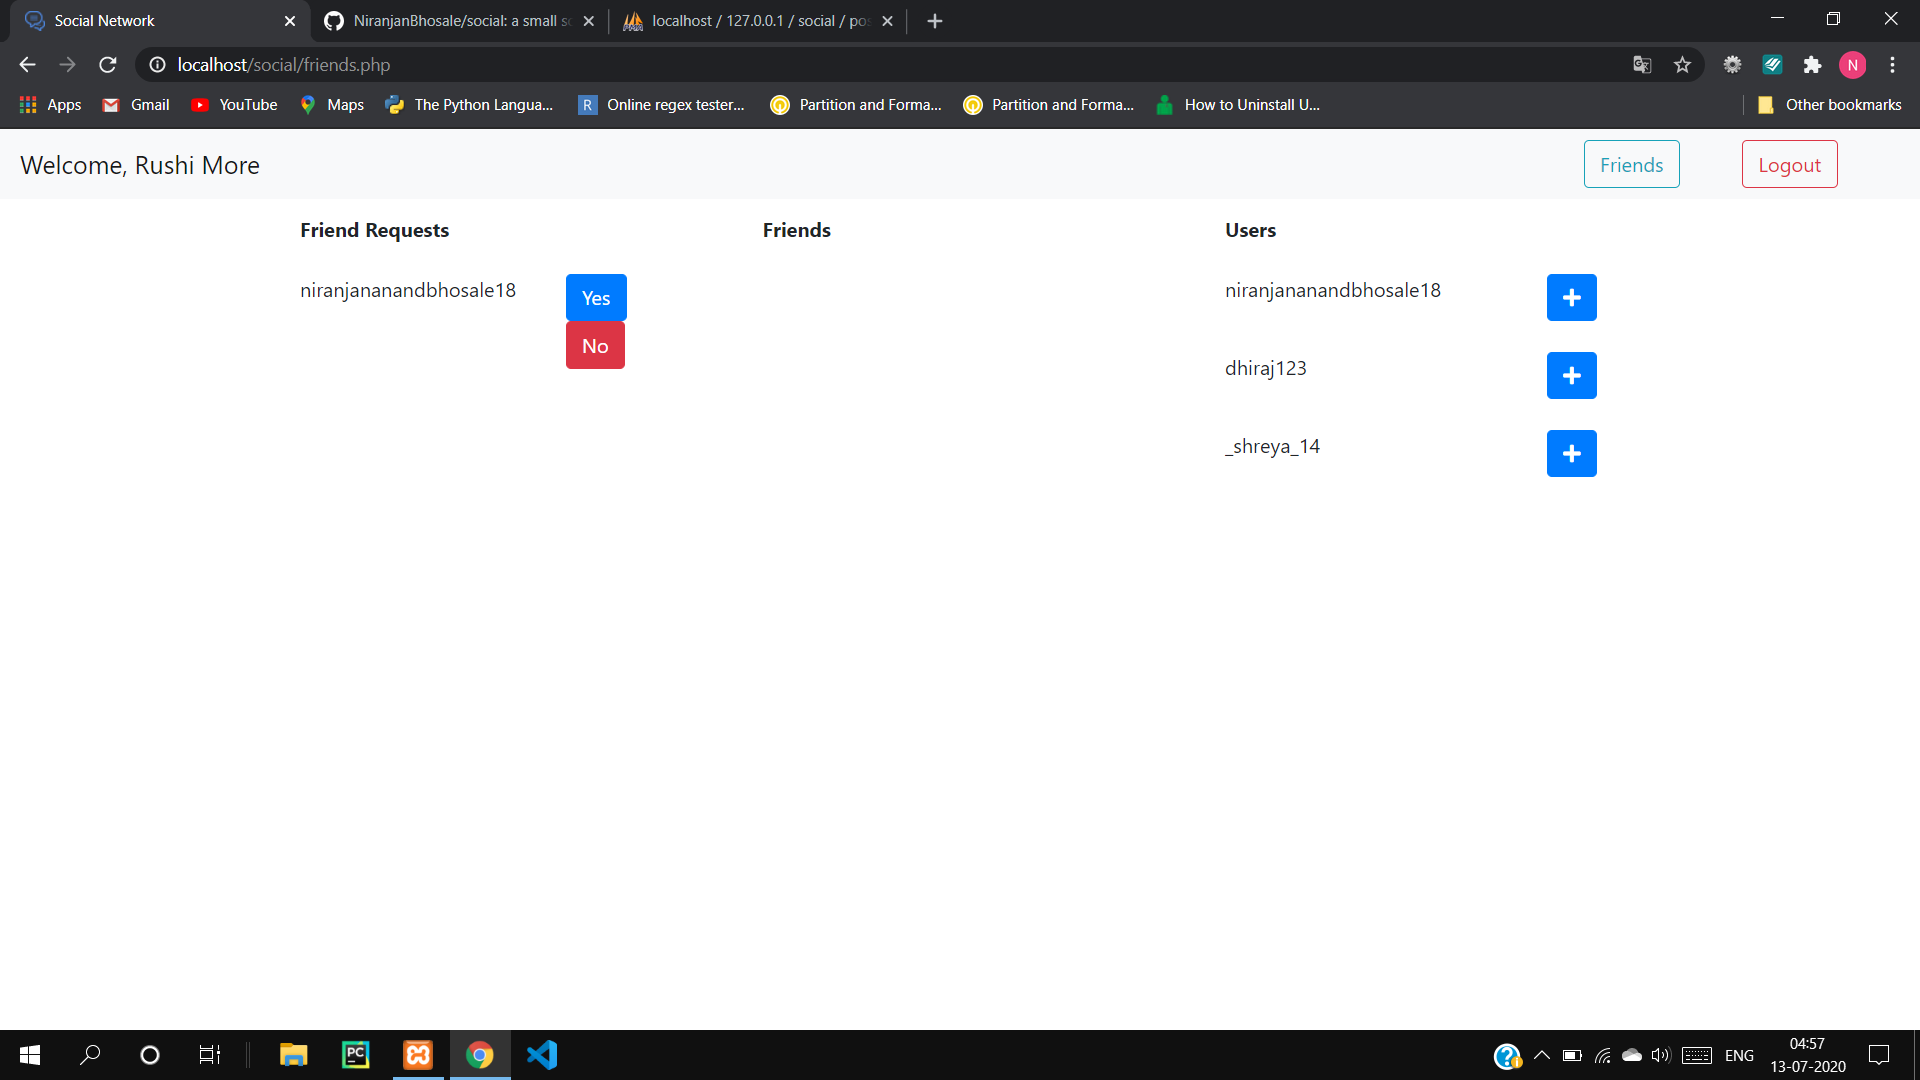 Social Network
NiranjanBhosale/social: a small s
localhost / 127.0.0.1 / social / pos
localhost/social/friends.php
N
Apps
Gmail
YouTube
Maps
The Python Langua...
R
Online regex tester...
Partition and Forma...
Partition and Forma...
How to Uninstall U...
Other bookmarks
Welcome, Rushi More
Friends
Logout
Friend Requests
Friends
Users
niranjananandbhosale18
Yes
No
niranjananandbhosale18
dhiraj123
_shreya_14
PC
ENG
04:57
13-07-2020